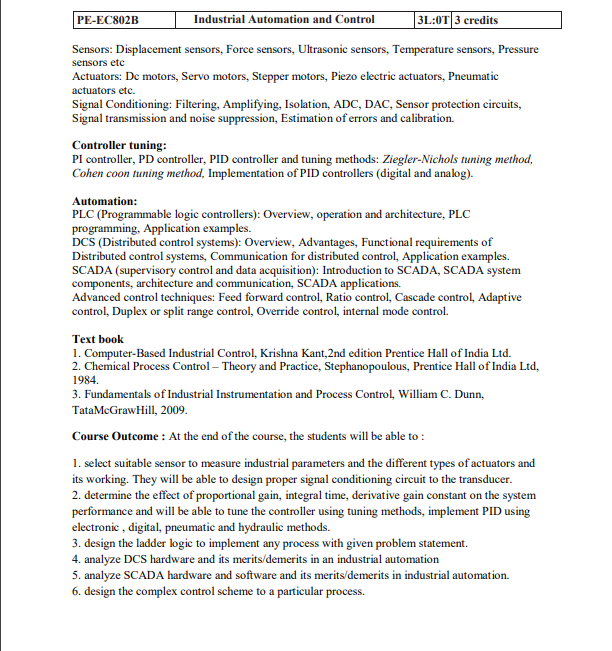 PE-EC802B Industrial Automation and Control 3L:0T 3 credits
Sensors: Displacement sensors, Force sensors, Ultrasonic sensors, Temperature sensors, Pressure
sensors etc
Actuators: Dc motors, Servo motors, Stepper motors, Piezo electric actuators, Pneumatic
actuators etc.
Signal Conditioning: Filtering, Amplifying, Isolation, ADC, DAC, Sensor protection circuits,
Signal transmission and noise suppression, Estimation of errors and calibration.
Controller tuning:
PI controller, PD controller, PID controller and tuning methods: Ziegler-Nichols tuning method,
Cohen coon tuning method, Implementation of PID controllers (digital and analog).
Automation:
PLC (Programmable logic controllers): Overview, operation and architecture, PLC
programming, Application examples.
DCS (Distributed control systems): Overview, Advantages, Functional requirements of
Distributed control systems, Communication for distributed control, Application examples.
SCADA (supervisory control and data acquisition): Introduction to SCADA, SCADA system
components, architecture and communication, SCADA applications.
Advanced control techniques: Feed forward control, Ratio control, Cascade control, Adaptive
control, Duplex or split range control, Override control, internal mode control.
Text book
1. Computer-Based Industrial Control, Krishna Kant,2nd edition Prentice Hall of India Ltd.
2. Chemical Process Control – Theory and Practice, Stephanopoulous, Prentice Hall of India Ltd,
1984.
3. Fundamentals of Industrial Instrumentation and Process Control, William C. Dunn,
TataMcGrawHill, 2009.
Course Outcome : At the end of the course, the students will be able to :
1. select suitable sensor to measure industrial parameters and the different types of actuators and
its working. They will be able to design proper signal conditioning circuit to the transducer.
2. determine the effect of proportional gain, integral time, derivative gain constant on the system
performance and will be able to tune the controller using tuning methods, implement PID using
electronic , digital, pneumatic and hydraulic methods.
3. design the ladder logic to implement any process with given problem statement.
4. analyze DCS hardware and its merits/demerits in an industrial automation
5. analyze SCADA hardware and software and its merits/demerits in industrial automation.
6. design the complex control scheme to a particular process.